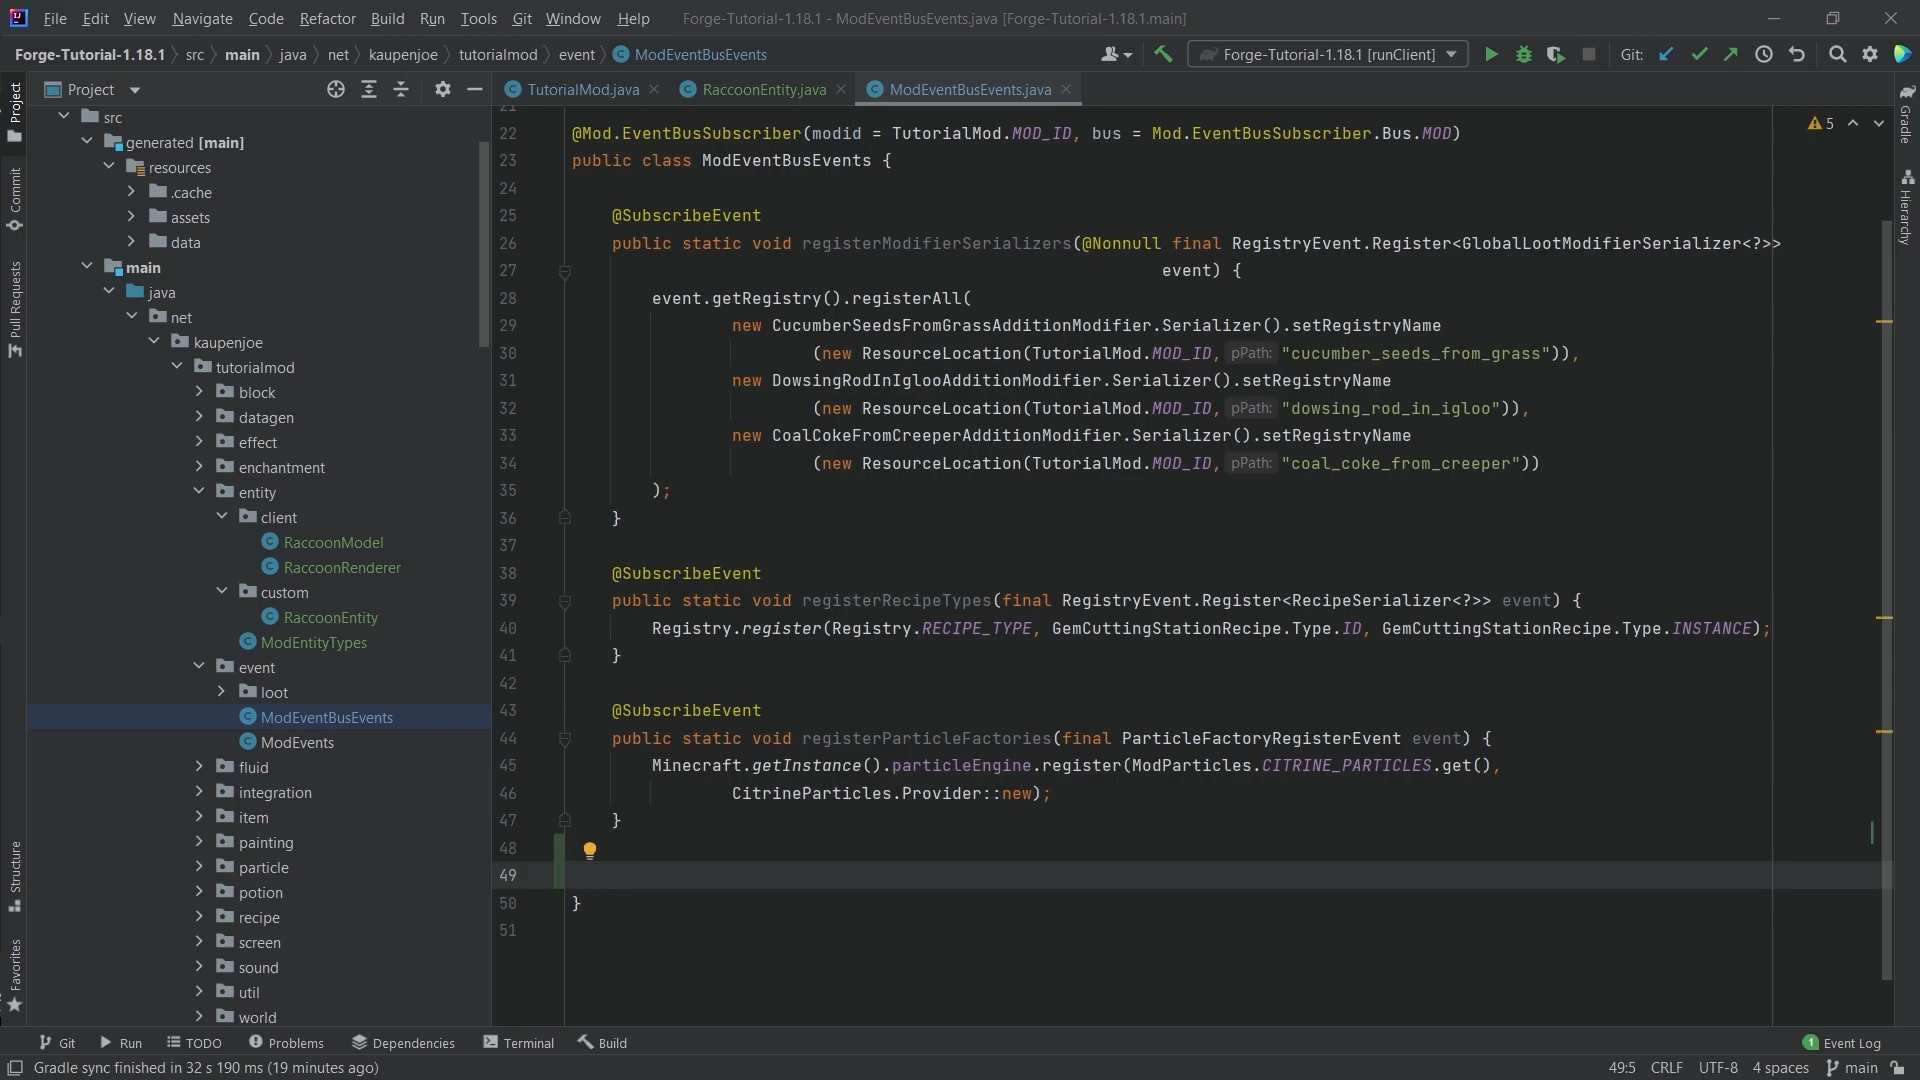 File Edit View Navigate Code Refactor Build Run Tools Git Window Help Forge-Tutorial-1.18.1 - ModEventBusEvents.java [Forge-Tutorial-1.18.1.main]
Forge-Tutorial-1.18.1 src main java net kaupenjoe tutorialmod event ModEventBusEvents Forge-Tutorial-1.18.1 [runClient] Git:
Project TutorialMod.java RaccoonEntity.java ModEventBusEvents.java
Project
Commit
Pull Requests
Structure
Favorites
src
generated [main]
resources
.cache
assets
data
main
java
net
kaupenjoe
tutorialmod
block
datagen
effect
enchantment
entity
client
RaccoonModel
RaccoonRenderer
custom
RaccoonEntity
ModEntityTypes
event
loot
ModEventBusEvents
ModEvents
fluid
integration
item
painting
particle
potion
recipe
screen
sound
util
world
21
22 @Mod.EventBusSubscriber(modid = TutorialMod.MOD_ID, bus = Mod.EventBusSubscriber.Bus.MOD)
23 public class ModEventBusEvents {
24
25 @SubscribeEvent
26 public static void registerModifierSerializers(@Nonnull final RegistryEvent.Register<GlobalLootModifierSerializer<?>>
27 event) {
28 event.getRegistry().registerAll(
29 new CucumberSeedsFromGrassAdditionModifier.Serializer().setRegistryName
30 (new ResourceLocation(TutorialMod.MOD_ID, pPath: "cucumber_seeds_from_grass")),
31 new DowsingRodInIglooAdditionModifier.Serializer().setRegistryName
32 (new ResourceLocation(TutorialMod.MOD_ID, pPath: "dowsing_rod_in_igloo")),
33 new CoalCokeFromCreeperAdditionModifier.Serializer().setRegistryName
34 (new ResourceLocation(TutorialMod.MOD_ID, pPath: "coal_coke_from_creeper"))
35 );
36 }
37
38 @SubscribeEvent
39 public static void registerRecipeTypes(final RegistryEvent.Register<RecipeSerializer<?>> event) {
40 Registry.register(Registry.RECIPE_TYPE, GemCuttingStationRecipe.Type.ID, GemCuttingStationRecipe.Type.INSTANCE);
41 }
42
43 @SubscribeEvent
44 public static void registerParticleFactories(final ParticleFactoryRegisterEvent event) {
45 Minecraft.getInstance().particleEngine.register(ModParticles.CITRINE_PARTICLES.get(),
46 CitrineParticles.Provider::new);
47 }
48
49
50 }
51
5
Gradle
Hierarchy
Git Run TODO Problems Dependencies Terminal Build 1 Event Log
Gradle sync finished in 32 s 190 ms (19 minutes ago) 49:5 CRLF UTF-8 4 spaces main